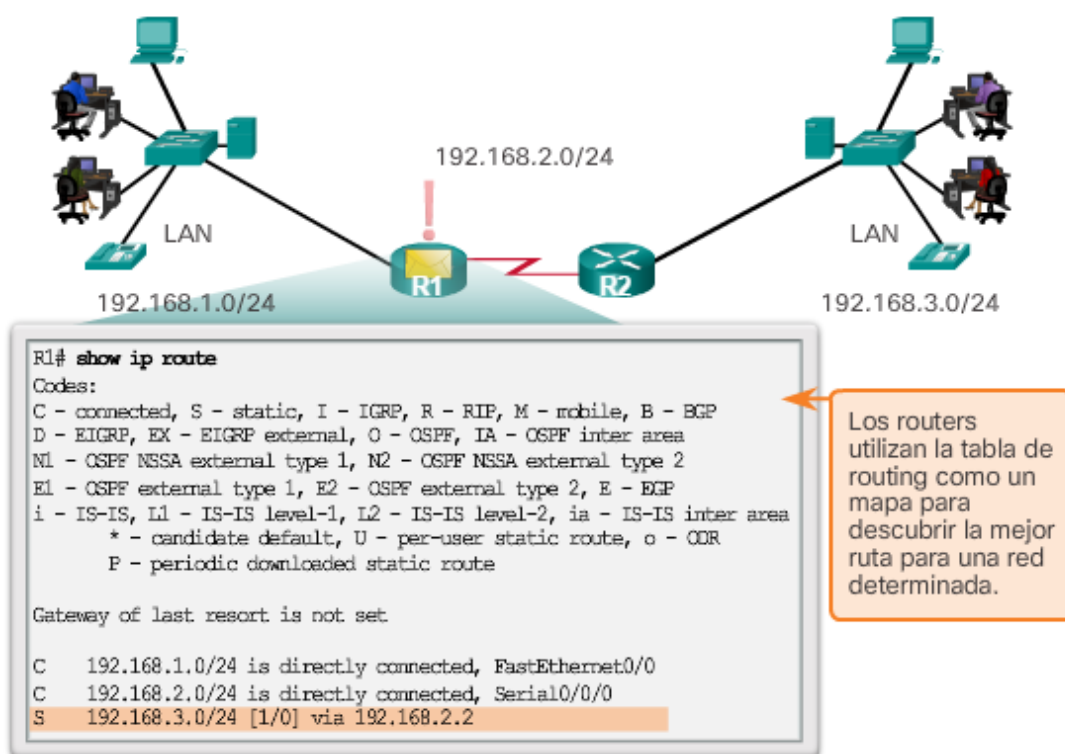 192.168.2.0/24
LAN
LAN
R1
R2
192.168.1.0/24
192.168.3.0/24
R1# show ip route
Codes:
C - connected, S - static, I - IGRP, R - RIP, M - mobile, B - BGP
D - EIGRP, EX - EIGRP external, O - OSPF, IA - OSPF inter area
N1 - OSPF NSSA external type 1, N2 - OSPF NSSA external type 2
E1 - OSPF external type 1, E2 - OSPF external type 2, E - EGP
i - IS-IS, L1 - IS-IS level-1, L2 - IS-IS level-2, ia - IS-IS inter area
* - candidate default, U - per-user static route, o - ODR
P - periodic downloaded static route
Gateway of last resort is not set
C 192.168.1.0/24 is directly connected, FastEthernet0/0
C 192.168.2.0/24 is directly connected, Serial0/0/0
S 192.168.3.0/24 [1/0] via 192.168.2.2
Los routers
utilizan la tabla de
routing como un
mapa para
descubrir la mejor
ruta para una red
determinada.